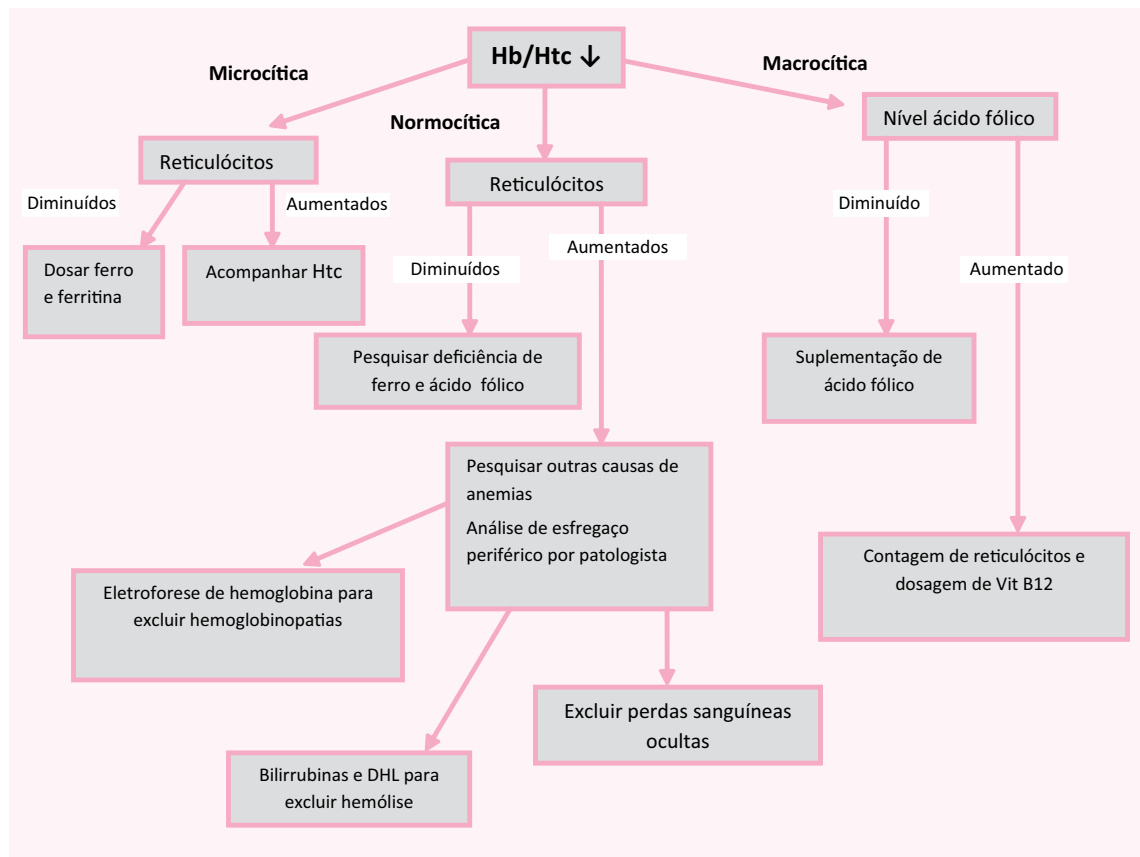 Hb/Htc ↓
Microcítica
Normocítica
Macrocítica
Reticulócitos
Diminuídos
Aumentados
Dosar ferro
e ferritina
Acompanhar Htc
Reticulócitos
Diminuídos
Aumentados
Pesquisar deficiência de
ferro e ácido fólico
Pesquisar outras causas de
anemias
Análise de esfregaço
periférico por patologista
Eletroforese de hemoglobina para
excluir hemoglobinopatias
Bilirrubinas e DHL para
excluir hemólise
Excluir perdas sanguíneas
ocultas
Nível ácido fólico
Diminuído
Aumentado
Suplementação de
ácido fólico
Contagem de reticulócitos e
dosagem de Vit B12